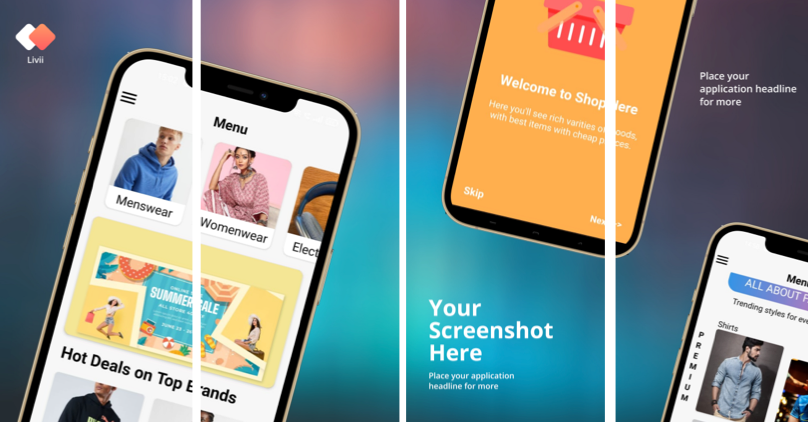 Livii
Menu
Menswear
Womenwear
Elect
SUMMER SALE
Hot Deals on Top Brands
Welcome to Shop Here
Here you'll see rich varities of goods,
with best items with cheap prices.
Skip
Your
Screenshot
Here
Place your application
headline for more
Place your
application headline
for more
Menu
ALL ABOUT
Trending styles for eve
Shirts
PREMIUM